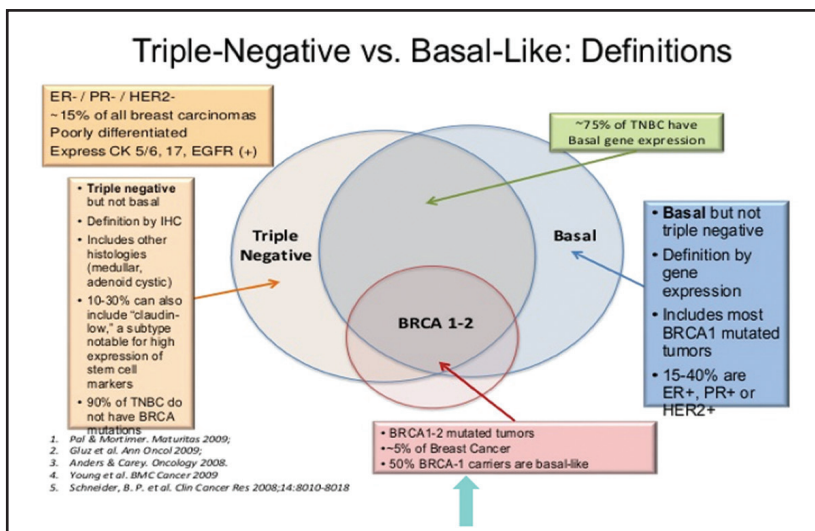 Triple-Negative vs. Basal-Like: Definitions
ER- / PR- / HER2-
~15% of all breast carcinomas
Poorly differentiated
Express CK 5/6, 17, EGFR (+)
~75% of TNBC have
Basal gene expression
• Triple negative
but not basal
• Definition by IHC
• Includes other
histologies
(medullar,
adenoid cystic)
• 10-30% can also
include “claudin-
low,” a subtype
notable for high
expression of
stem cell
markers
• 90% of TNBC do
not have BRCA
mutations
Triple
Negative
Basal
BRCA 1-2
• Basal but not
triple negative
• Definition by
gene
expression
• Includes most
BRCA1 mutated
tumors
• 15-40% are
ER+, PR+ or
HER2+
• BRCA1-2 mutated tumors
•~5% of Breast Cancer
• 50% BRCA-1 carriers are basal-like
1. Pal & Mortimer. Maturitas 2009;
2. Gluz et al. Ann Oncol 2009;
3. Anders & Carey. Oncology 2008.
4. Young et al. BMC Cancer 2009
5. Schneider, B. P. et al. Clin Cancer Res 2008;14:8010-8018